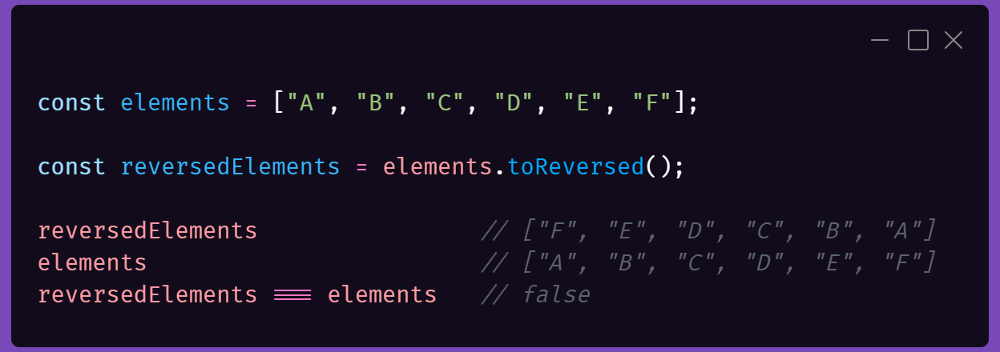 const elements = ["A", "B", "C", "D", "E", "F"];
const reversedElements = elements.toReversed();
reversedElements // ["F", "E", "D", "C", "B", "A"]
elements // ["A", "B", "C", "D", "E", "F"]
reversedElements === elements // false